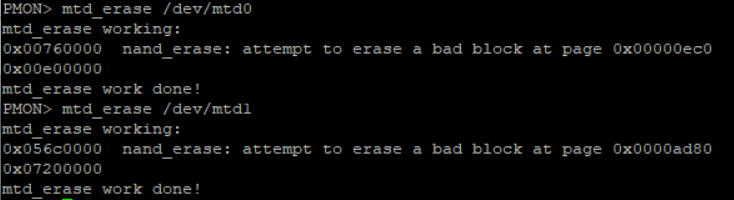 PMON> mtd_erase /dev/mtd0
mtd_erase working:
0x00760000  nand_erase: attempt to erase a bad block at page 0x00000ec0
0x00e00000
mtd_erase work done!
PMON> mtd_erase /dev/mtd1
mtd_erase working:
0x056c0000  nand_erase: attempt to erase a bad block at page 0x0000ad80
0x07200000
mtd_erase work done!